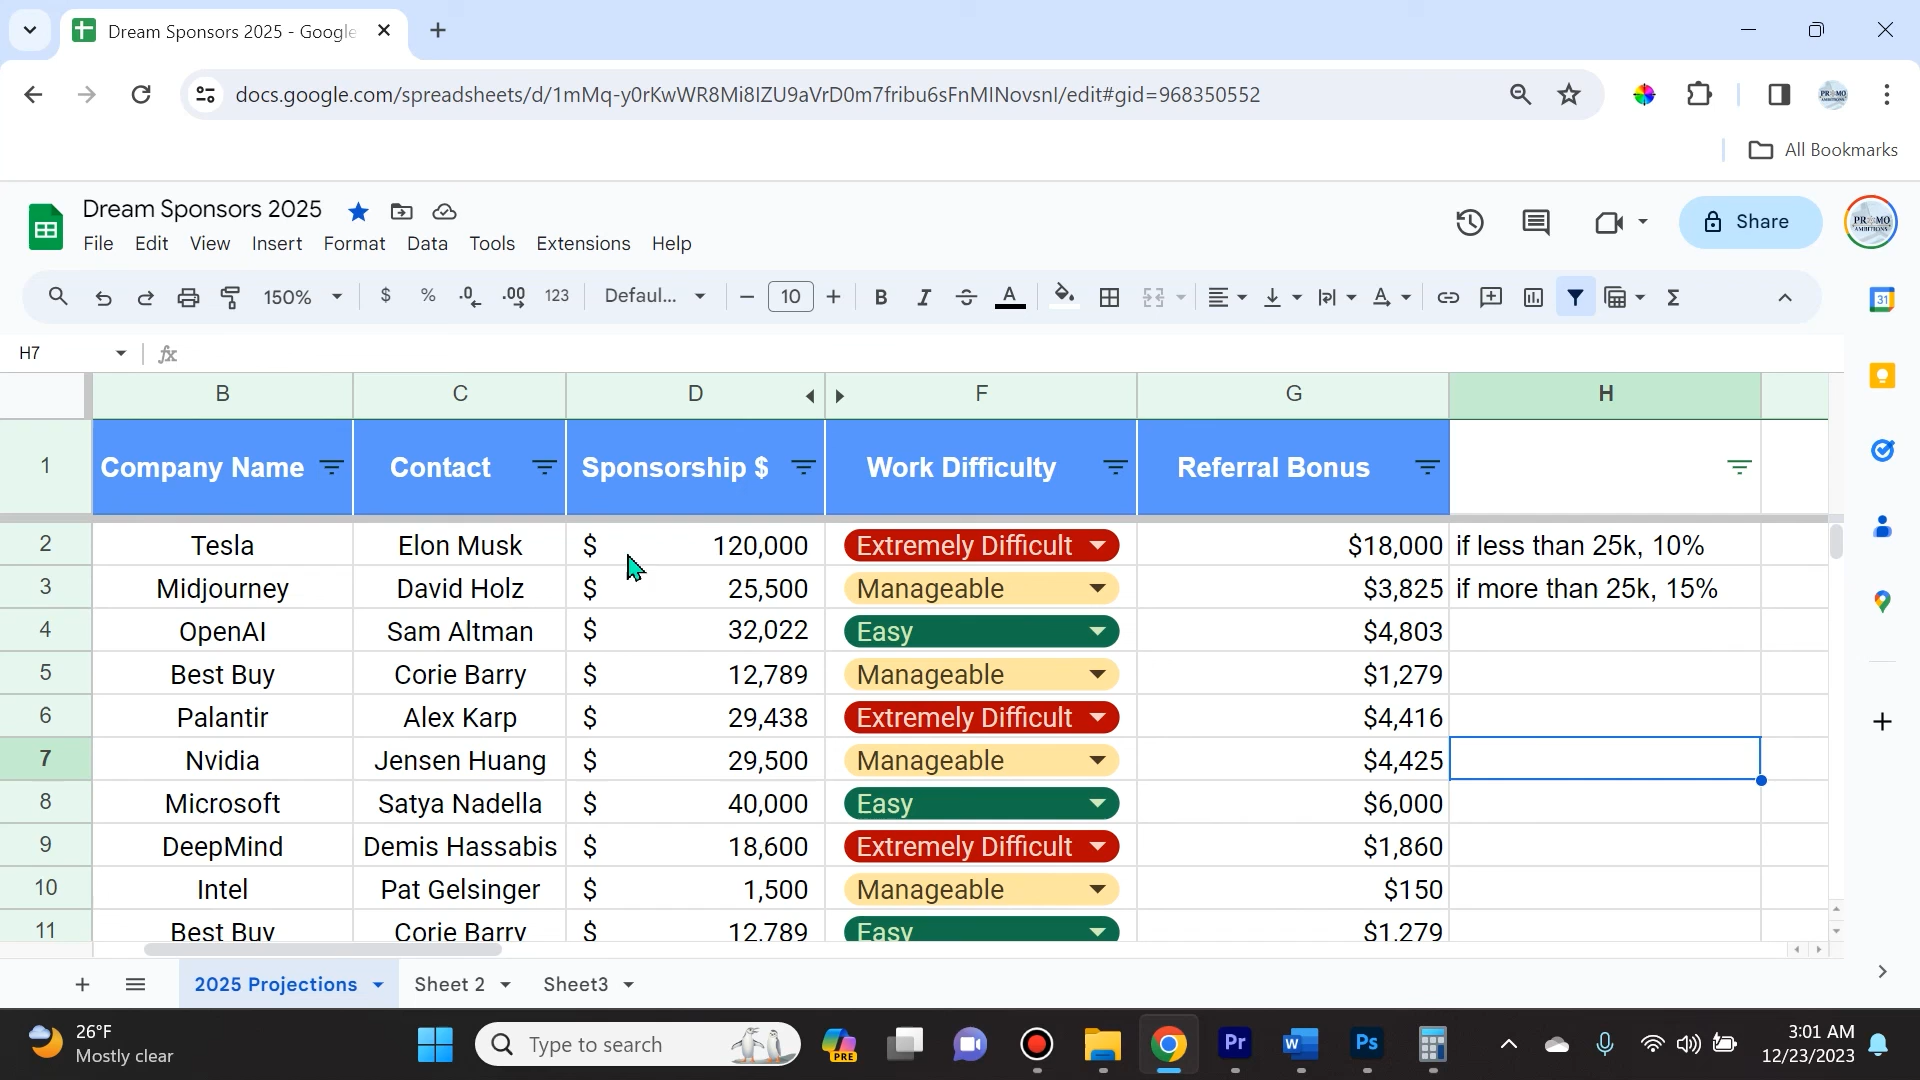 Dream Sponsors 2025 - Google
docs.google.com/spreadsheets/d/1mMq-y0rKwWR8Mi8IZU9aVrD0m7fribu6sFnMINovsnI/edit#gid=968350552
All Bookmarks
Dream Sponsors 2025
File Edit View Insert Format Data Tools Extensions Help
Share
PROMO
AMBITIONS
150% $ % .0 .00 123 Defaul... 10 B I A
31
H7 fx
B C D F G H
1 Company Name Contact Sponsorship $ Work Difficulty Referral Bonus
2 Tesla Elon Musk $ 120,000 Extremely Difficult $18,000 if less than 25k, 10%
3 Midjourney David Holz $ 25,500 Manageable $3,825 if more than 25k, 15%
4 OpenAI Sam Altman $ 32,022 Easy $4,803
5 Best Buy Corie Barry $ 12,789 Manageable $1,279
6 Palantir Alex Karp $ 29,438 Extremely Difficult $4,416
7 Nvidia Jensen Huang $ 29,500 Manageable $4,425
8 Microsoft Satya Nadella $ 40,000 Easy $6,000
9 DeepMind Demis Hassabis $ 18,600 Extremely Difficult $1,860
10 Intel Pat Gelsinger $ 1,500 Manageable $150
11 Best Buy Corie Barry $ 12,789 Easy $1,279
2025 Projections Sheet 2 Sheet3
26°F
Mostly clear
Type to search
PRE
Pr
W
Ps
3:01 AM
12/23/2023